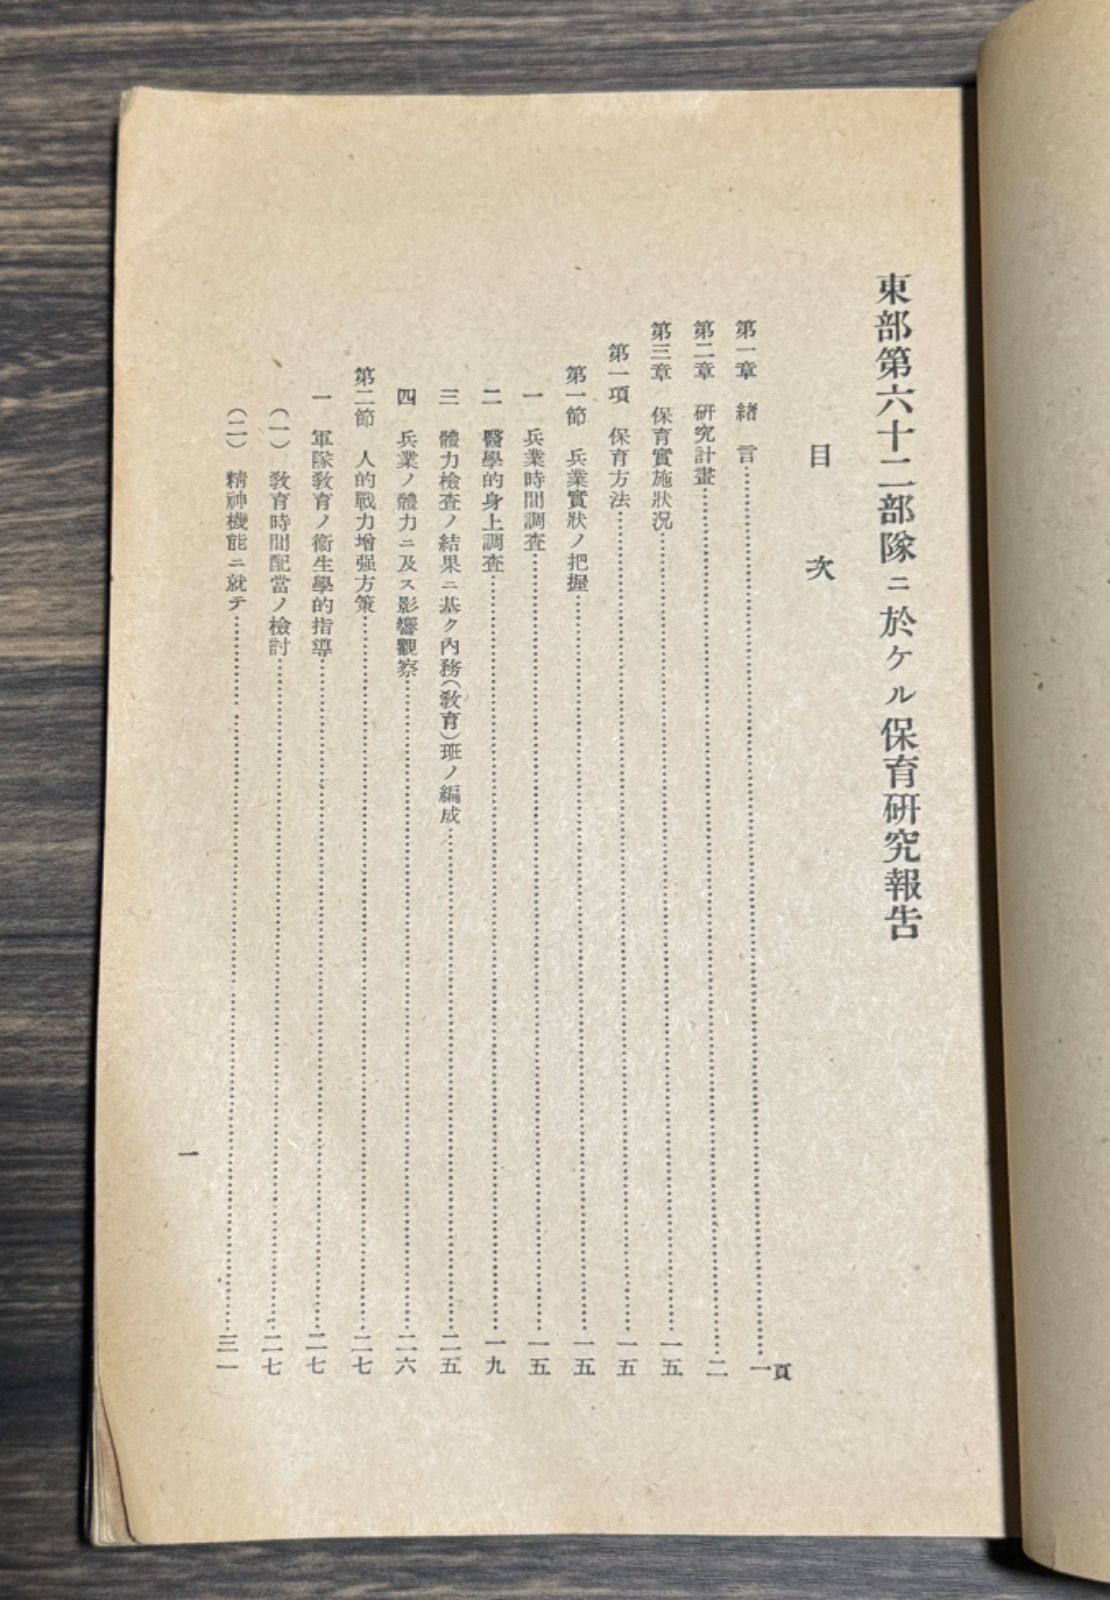 東部第六十二部隊ニ於ケル保育研究報告
目次
第一章 緒言……一頁
第二章 研究計畫……二
第三章 保育實施狀況……一五
第一項 保育方法……一五
第一節 兵業實狀ノ把握……一五
一 兵業時間調査……一五
二 醫學的身上調査……一九
三 體力檢査ノ結果ニ基ク內務(敎育)班ノ編成……二五
四 兵業ノ體力ニ及ス影響觀察……二六
第二節 人的戰力增强方策……二七
一 軍隊敎育ノ衞生學的指導……二七
(一) 敎育時間配當ノ檢討……二七
(二) 精神機能ニ就テ……三一
一